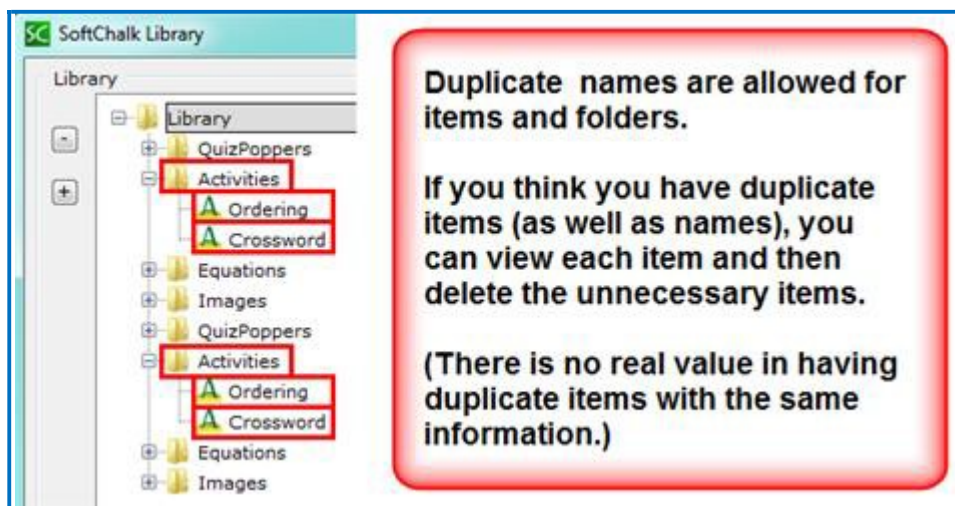 SC SoftChalk Library
Library
Library
QuizPoppers
Activities
A Ordering
A Crossword
Equations
Images
QuizPoppers
Activities
A Ordering
A Crossword
Equations
Images
-
+
Duplicate names are allowed for
items and folders.
If you think you have duplicate
items (as well as names), you
can view each item and then
delete the unnecessary items.
(There is no real value in having
duplicate items with the same
information.)